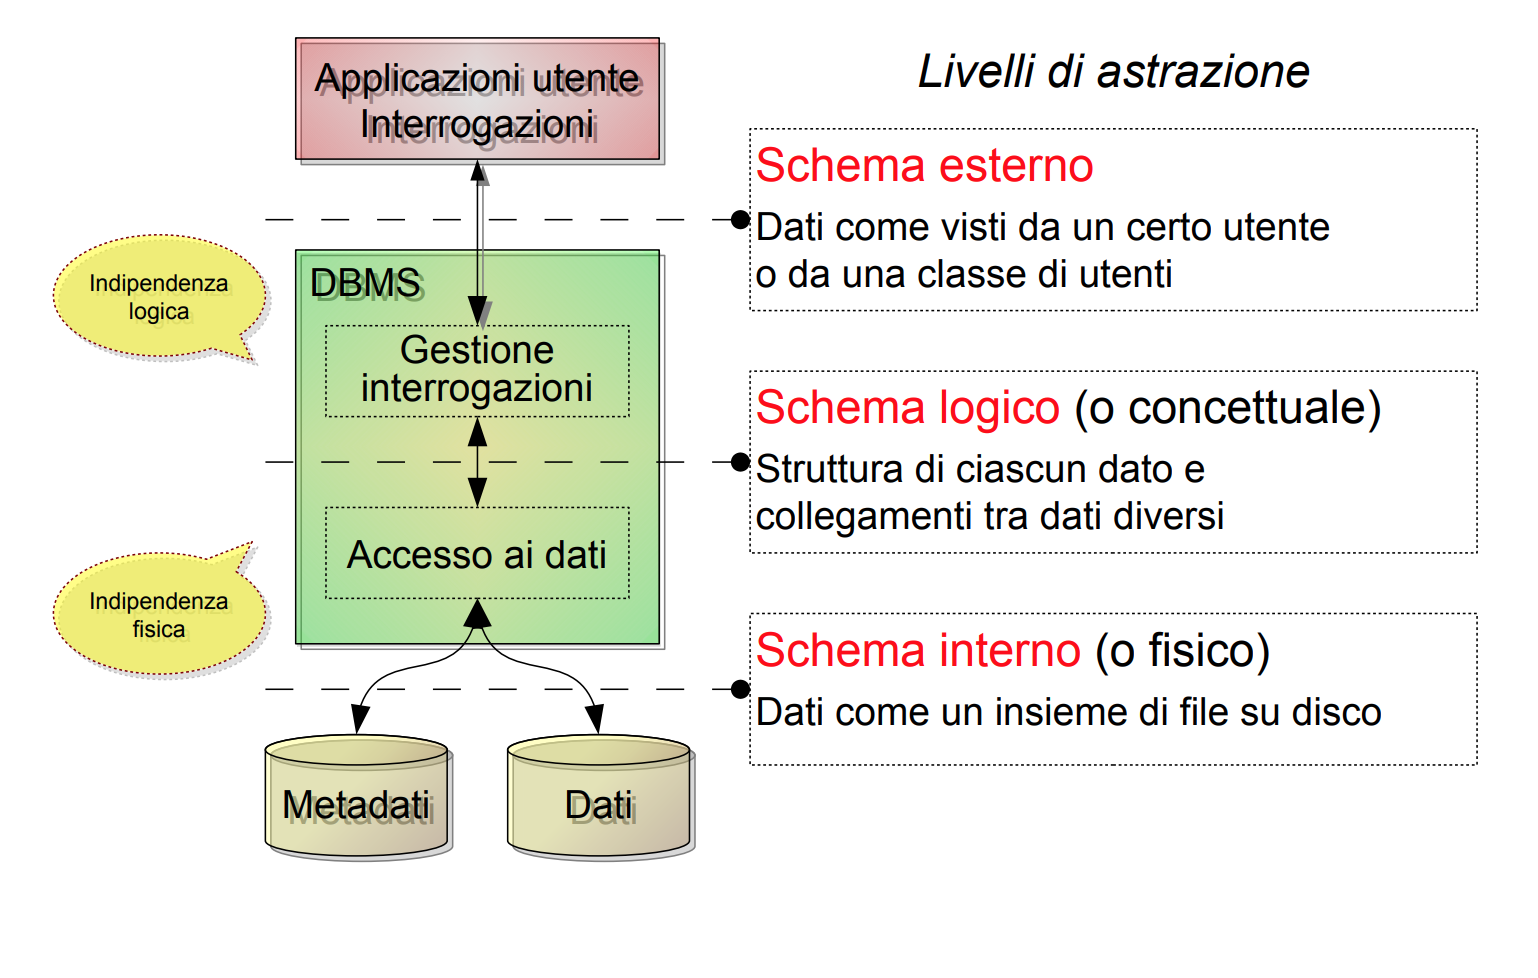 Applicazioni utente
Interrogazioni
Livelli di astrazione
Schema esterno
Dati come visti da un certo utente
o da una classe di utenti
Indipendenza
logica
DBMS
Gestione
interrogazioni
Schema logico (o concettuale)
Struttura di ciascun dato e
collegamenti tra dati diversi
Accesso ai dati
Indipendenza
fisica
Schema interno (o fisico)
Dati come un insieme di file su disco
Metadati
Dati